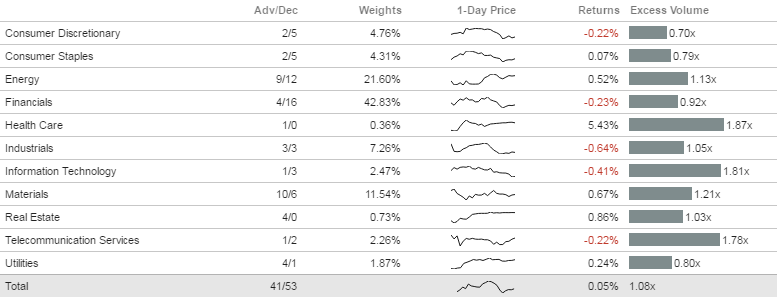 Adv/Dec Weights 1-Day Price Returns Excess Volume
Consumer Discretionary 2/5 4.76% -0.22% 0.70x
Consumer Staples 2/5 4.31% 0.07% 0.79x
Energy 9/12 21.60% 0.52% 1.13x
Financials 4/16 42.83% -0.23% 0.92x
Health Care 1/0 0.36% 5.43% 1.87x
Industrials 3/3 7.26% -0.64% 1.05x
Information Technology 1/3 2.47% -0.41% 1.81x
Materials 10/6 11.54% 0.67% 1.21x
Real Estate 4/0 0.73% 0.86% 1.03x
Telecommunication Services 1/2 2.26% -0.22% 1.78x
Utilities 4/1 1.87% 0.24% 0.80x
Total 41/53 0.05% 1.08x